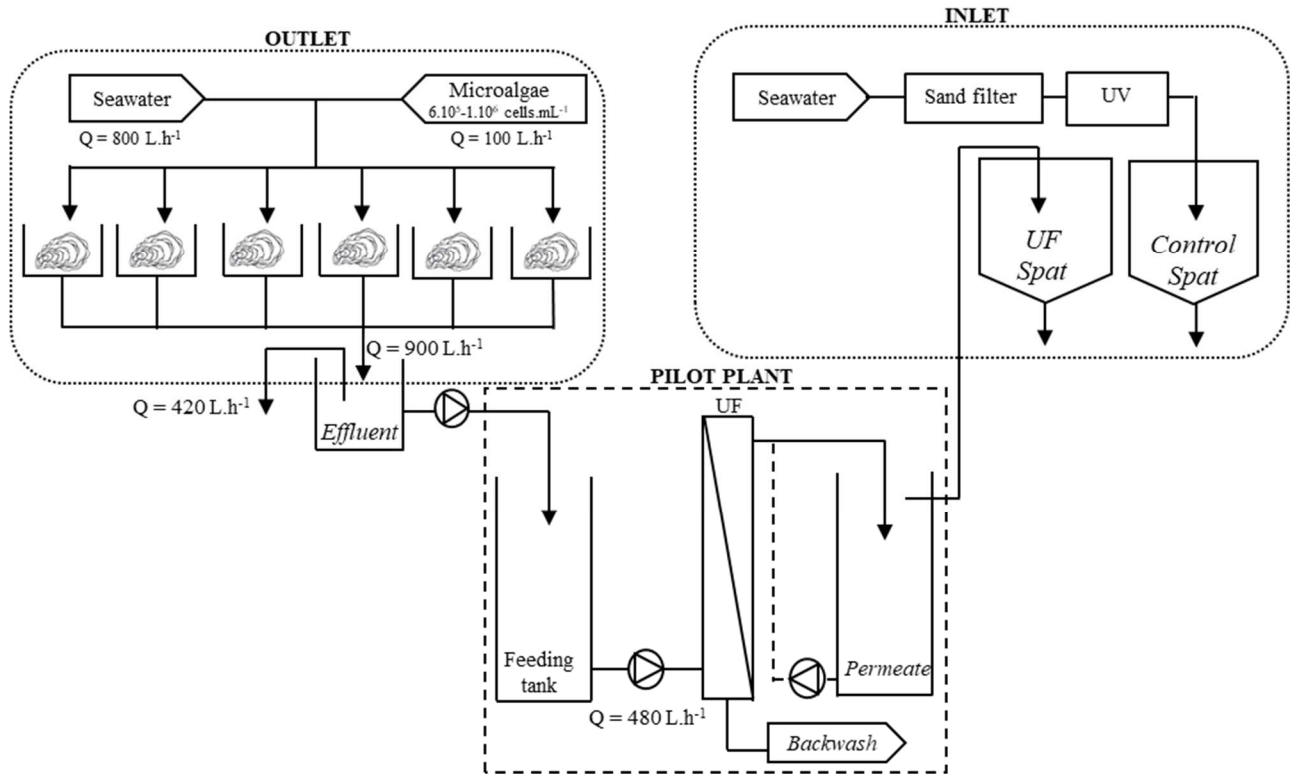 OUTLET
Seawater
Q = 800 L.h⁻¹
Microalgae
6.10⁵-1.10⁶ cells.mL⁻¹
Q = 100 L.h⁻¹
Q = 900 L.h⁻¹
Q = 420 L.h⁻¹
Effluent
INLET
Seawater
Sand filter
UV
UF
Spat
Control
Spat
PILOT PLANT
UF
Feeding
tank
Q = 480 L.h⁻¹
Permeate
Backwash